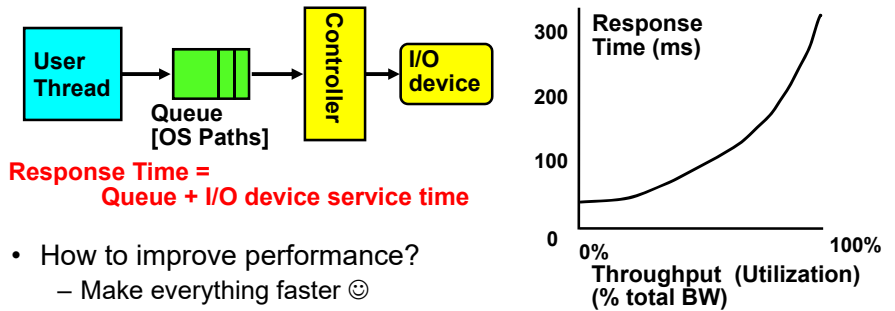 User
Thread
Queue
[OS Paths]
Controller
I/O
device
Response Time =
Queue + I/O device service time
• How to improve performance?
– Make everything faster ☺
Response
Time (ms)
300
200
100
0
0%
100%
Throughput (Utilization)
(% total BW)